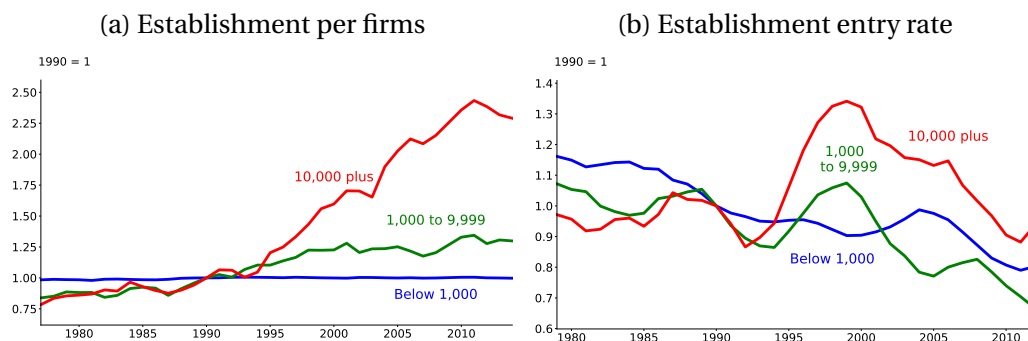 (a) Establishment per firms
1990 = 1
2.50
2.25
2.00
1.75
1.50
1.25
1.00
0.75
10,000 plus
1,000 to 9,999
Below 1,000
1980 1985 1990 1995 2000 2005 2010
(b) Establishment entry rate
1990 = 1
1.4
1.3
1.2
1.1
1.0
0.9
0.8
0.7
0.6
10,000 plus
1,000
to 9,999
Below 1,000
1980 1985 1990 1995 2000 2005 2010